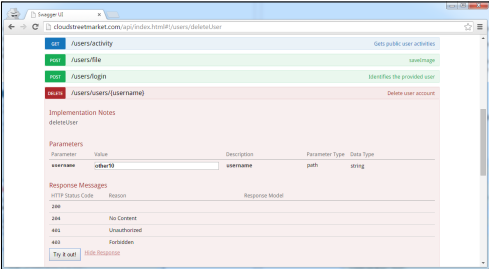 Swagger UI
cloudstreetmarket.com/api/index.html#!/users/deleteUser
GET /users/activity Gets public user activities
POST /users/file saveImage
POST /users/login Identifies the provided user
DELETE /users/users/{username} Delete user account
Implementation Notes
deleteUser
Parameters
Parameter Value Description Parameter Type Data Type
username other10 username path string
Response Messages
HTTP Status Code Reason Response Model
200
204 No Content
401 Unauthorized
403 Forbidden
Try it out! Hide Response